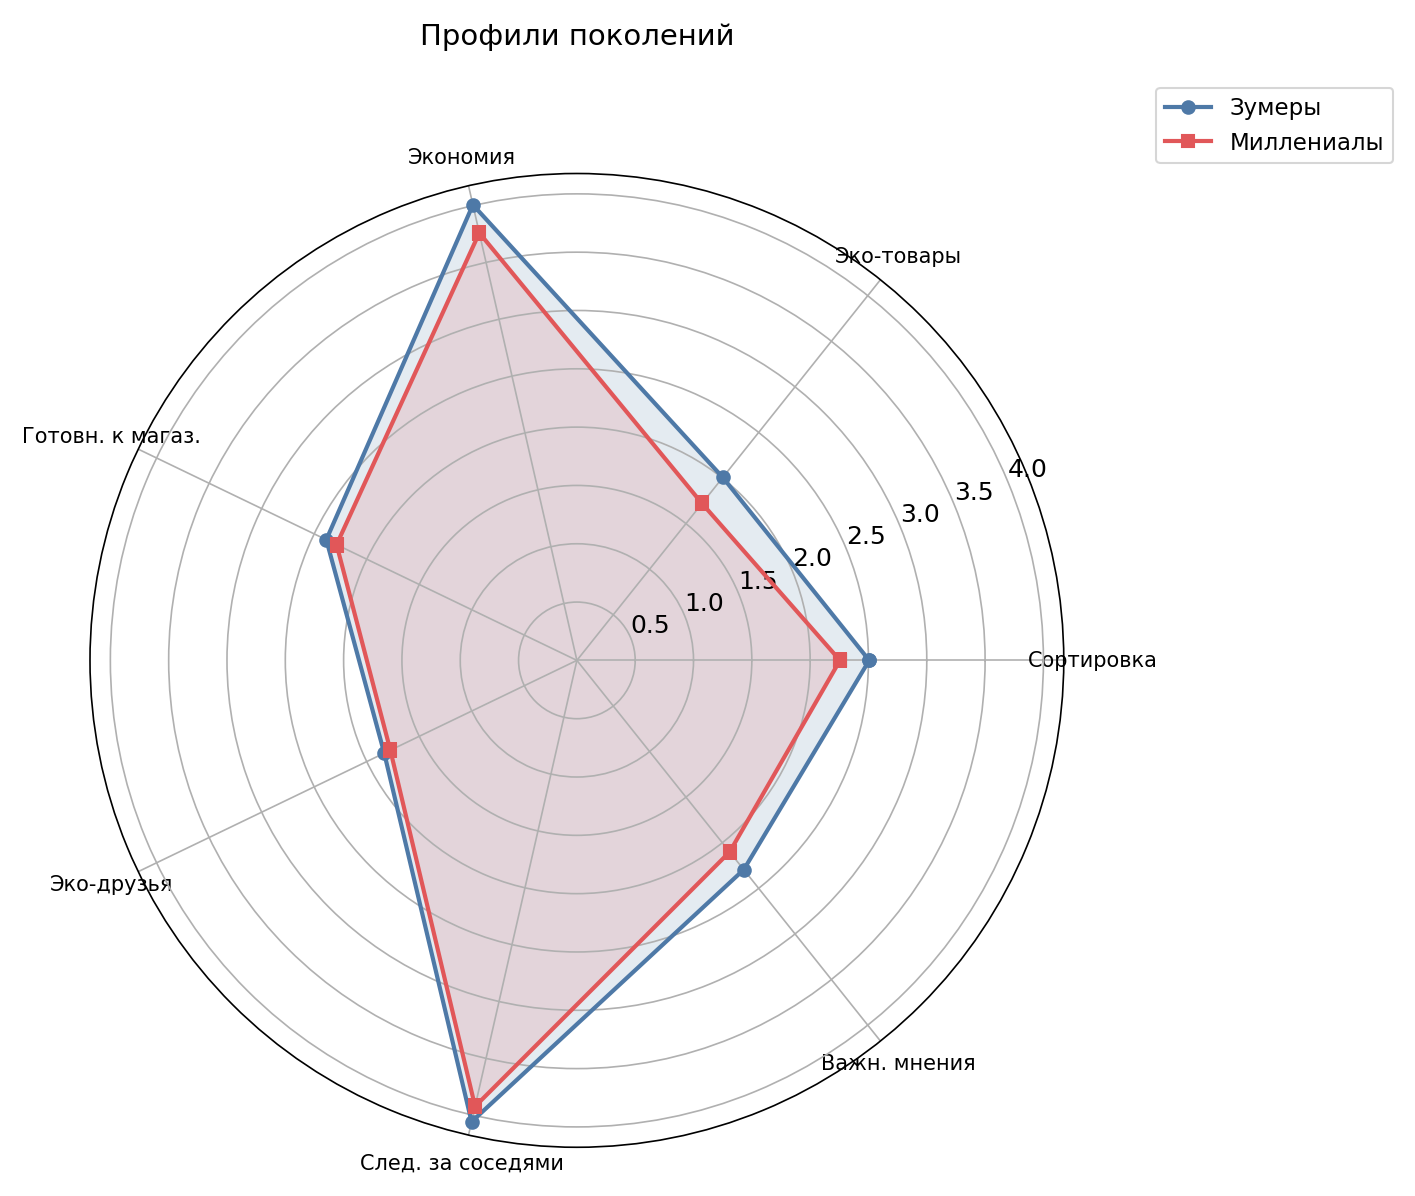 Профили поколений
Зумеры
Миллениалы
Экономия
Эко-товары
Готовн. к магаз.
4.0
3.5
3.0
2.5
2.0
1.5
1.0
0.5
Сортировка
Эко-друзья
Важн. мнения
След. за соседями